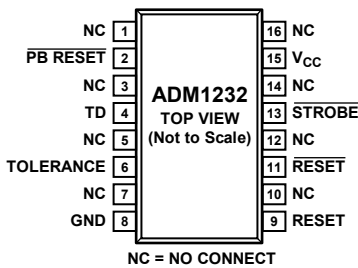 NC 1 16 NC
PB RESET 2 15 VCC
NC 3 14 NC
ADM1232
TD 4 TOP VIEW 13 STROBE
NC 5 (Not to Scale) 12 NC
TOLERANCE 6 11 RESET
NC 7 10 NC
GND 8 9 RESET
NC = NO CONNECT